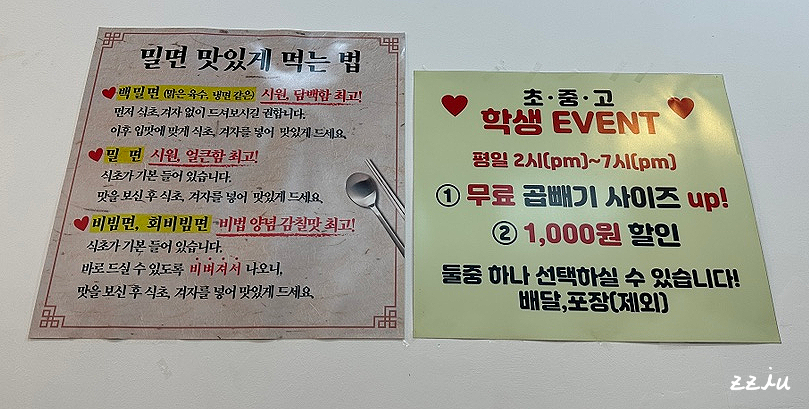 밀면 맛있게 먹는 법
백밀면 (맑은 육수, 냉면 같은) 시원, 담백함 최고!
먼저 식초, 겨자 없이 드셔보시길 권합니다.
이후 입맛에 맞게 식초, 겨자를 넣어 맛있게 드세요.
밀 면 시원, 얼큰함 최고!
식초가 기본 들어 있습니다.
맛을 보신 후 식초, 겨자를 넣어 맛있게 드세요.
비빔면, 회비빔면 비법 양념 감칠맛 최고!
식초가 기본 들어 있습니다.
바로 드실 수 있도록 비벼져서 나오니,
맛을 보신 후 식초, 겨자를 넣어 맛있게 드세요.
초·중·고
학생 EVENT
평일 2시(pm)~7시(pm)
① 무료 곱빼기 사이즈 up!
② 1,000원 할인
둘중 하나 선택하실 수 있습니다!
배달,포장(제외)
zz.iu